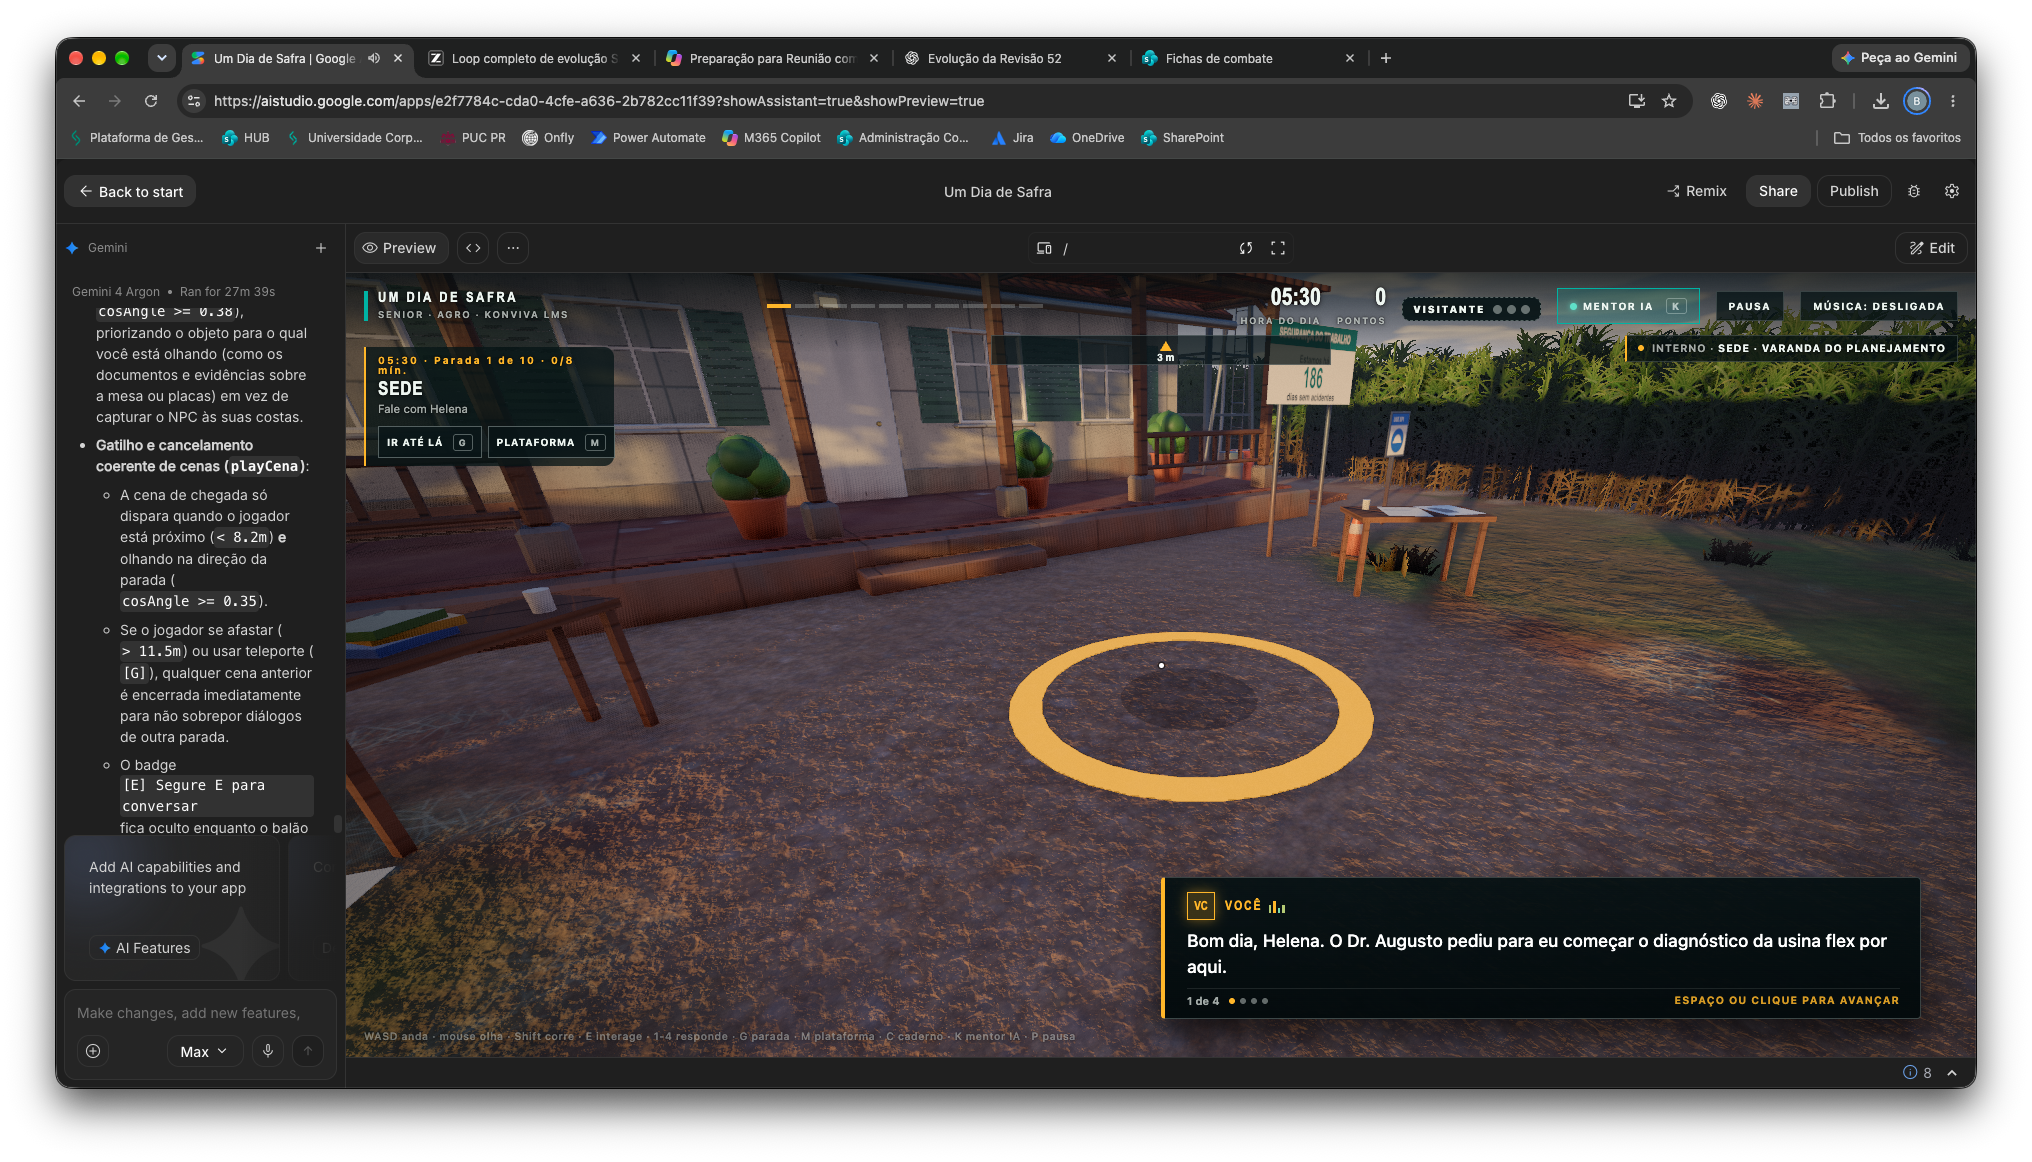 Um Dia de Safra | Google
Loop completo de evolução S
Preparação para Reunião com
Evolução da Revisão 52
Fichas de combate
Peça ao Gemini
https://aistudio.google.com/apps/e2f7784c-cda0-4cfe-a636-2b782cc11f39?showAssistant=true&showPreview=true
B
Plataforma de Ges...
HUB
Universidade Corp...
PUC PR
Onfly
Power Automate
M365 Copilot
Administração Co...
Jira
OneDrive
SharePoint
Todos os favoritos
Back to start
Um Dia de Safra
Remix
Share
Publish
Gemini
Preview
/
Edit
Gemini 4 Argon • Ran for 27m 39s
cosAngle >= 0.38),
priorizando o objeto para o qual
você está olhando (como os
documentos e evidências sobre
a mesa ou placas) em vez de
capturar o NPC às suas costas.
• Gatilho e cancelamento
coerente de cenas (playCena):
A cena de chegada só
dispara quando o jogador
está próximo (< 8.2m) e
olhando na direção da
parada (
cosAngle >= 0.35).
Se o jogador se afastar (
> 11.5m) ou usar teleporte (
[G]), qualquer cena anterior
é encerrada imediatamente
para não sobrepor diálogos
de outra parada.
O badge
[E] Segure E para
conversar
fica oculto enquanto o balão
Add AI capabilities and
integrations to your app
AI Features
Make changes, add new features,
Max
UM DIA DE SAFRA
SENIOR · AGRO · KONVIVA LMS
05:30
HORA DO DIA
0
PONTOS
VISITANTE
MENTOR IA K
PAUSA
MÚSICA: DESLIGADA
INTERNO · SEDE · VARANDA DO PLANEJAMENTO
05:30 · Parada 1 de 10 · 0/8
mín.
SEDE
Fale com Helena
IR ATÉ LÁ G
PLATAFORMA M
3 m
SEGURANÇA DO TRABALHO
186
dias sem acidentes
VC
VOCÊ
Bom dia, Helena. O Dr. Augusto pediu para eu começar o diagnóstico da usina flex por
aqui.
1 de 4
ESPAÇO OU CLIQUE PARA AVANÇAR
WASD anda · mouse olha · Shift corre · E interage · 1-4 responde · G parada · M plataforma · C caderno · K mentor IA · P pausa
8